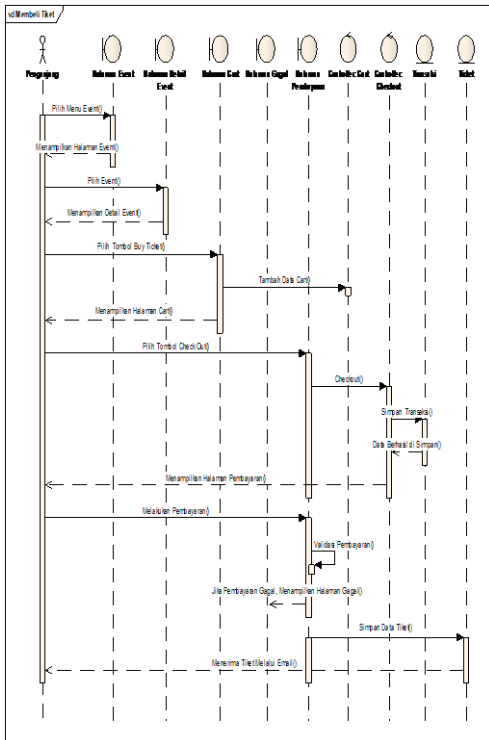 sd Membeli Tiket
Pengunjung
Halaman Event
Halaman Detail
Event
Halaman Cart
Halaman Gagal
Halaman
Pembayaran
Controller Cart
Controller
Checkout
Transaksi
Ticket
Pilih Menu Event()
Menampilkan Halaman Event()
Pilih Event()
Menampilkan Detail Event()
Pilih Tombol Buy Ticket()
Tambah Data Cart()
Menampilkan Halaman Cart()
Pilih Tombol CheckOut()
Checkout()
Simpan Transaksi()
Data Berhasil di Simpan()
Menampilkan Halaman Pembayaran()
Melakukan Pembayaran()
Validasi Pembayaran()
Jika Pembayaran Gagal, Menampilkan Halaman Gagal()
Simpan Data Tiket()
Menerima Tiket Melalui Email()